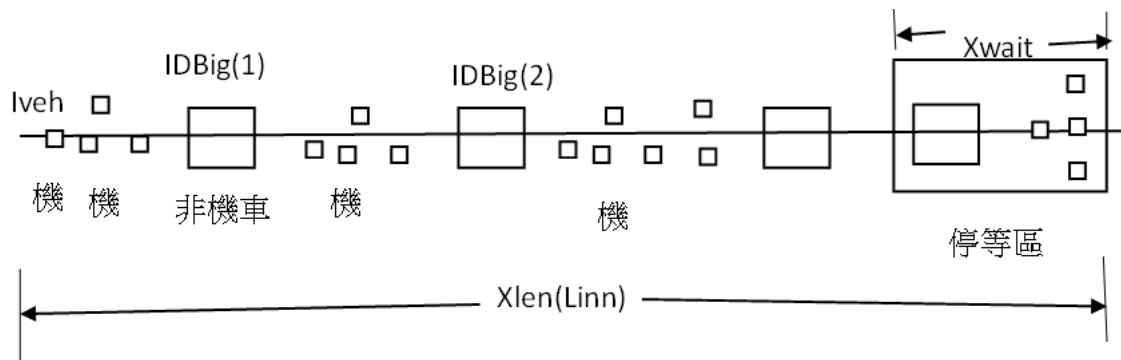 Xwait
IDBig(1)
IDBig(2)
Iveh
機
機
非機車
機
機
停等區
Xlen(Linn)